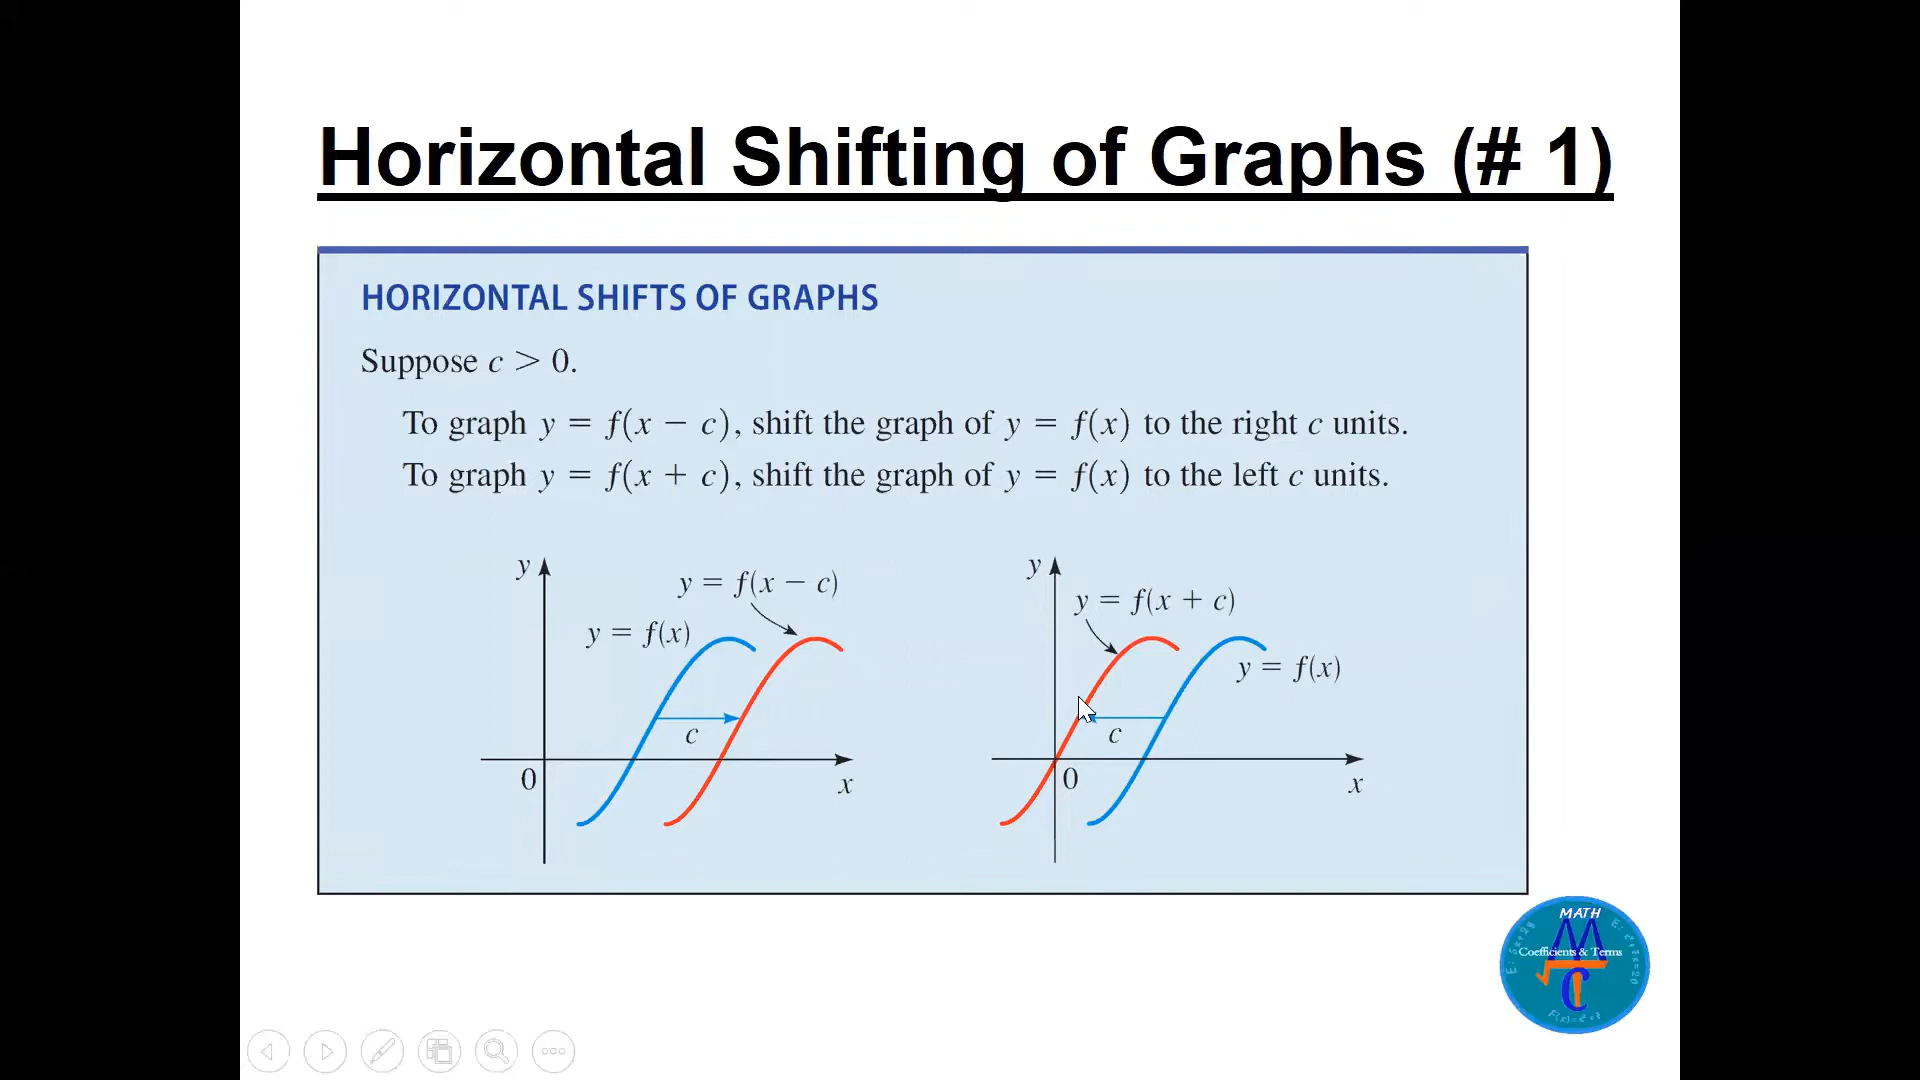 Horizontal Shifting of Graphs (# 1)
HORIZONTAL SHIFTS OF GRAPHS
Suppose c > 0.
To graph y = f(x − c), shift the graph of y = f(x) to the right c units.
To graph y = f(x + c), shift the graph of y = f(x) to the left c units.
y
y = f(x − c)
y = f(x)
c
0
x
y
y = f(x + c)
y = f(x)
c
0
x
MATH
M
Coefficients & Terms
C T